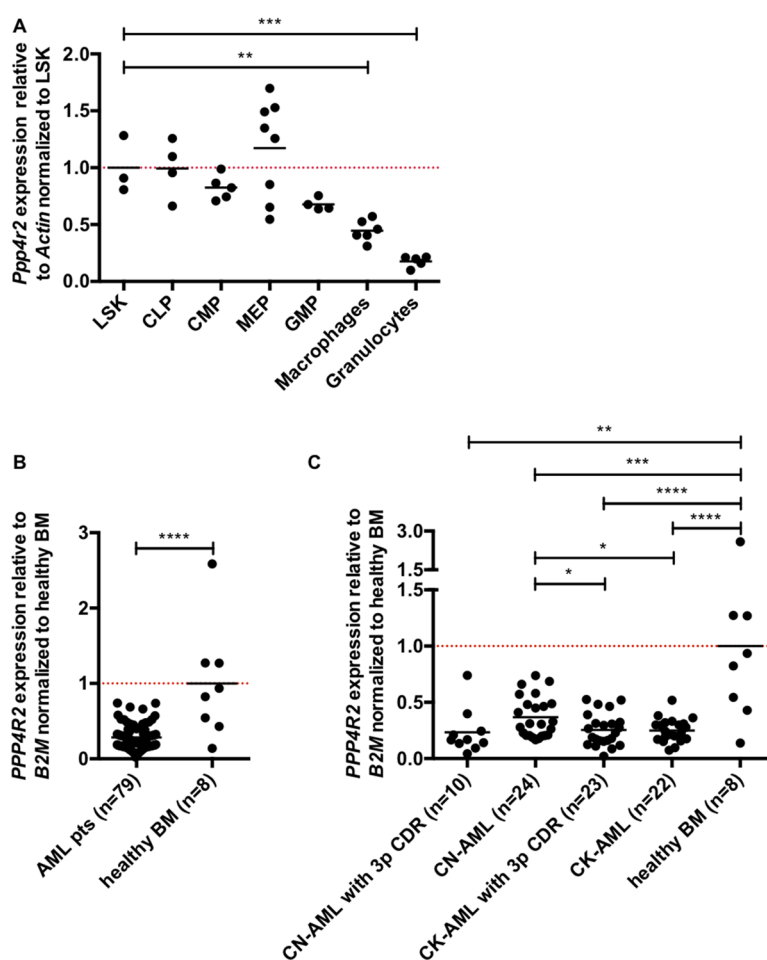 A
***
**
Ppp4r2 expression relative
to Actin normalized to LSK
2.0
1.5
1.0
0.5
0.0
LSK
CLP
CMP
MEP
GMP
Macrophages
Granulocytes
B
PPP4R2 expression relative to
B2M normalized to healthy BM
3
2
1
0
****
AML pts (n=79)
healthy BM (n=8)
C
**
***
****
****
*
*
PPP4R2 expression relative to
B2M normalized to healthy BM
3.0
1.5
1.5
1.0
0.5
0.0
CN-AML with 3p CDR (n=10)
CN-AML (n=24)
CK-AML with 3p CDR (n=23)
CK-AML (n=22)
healthy BM (n=8)